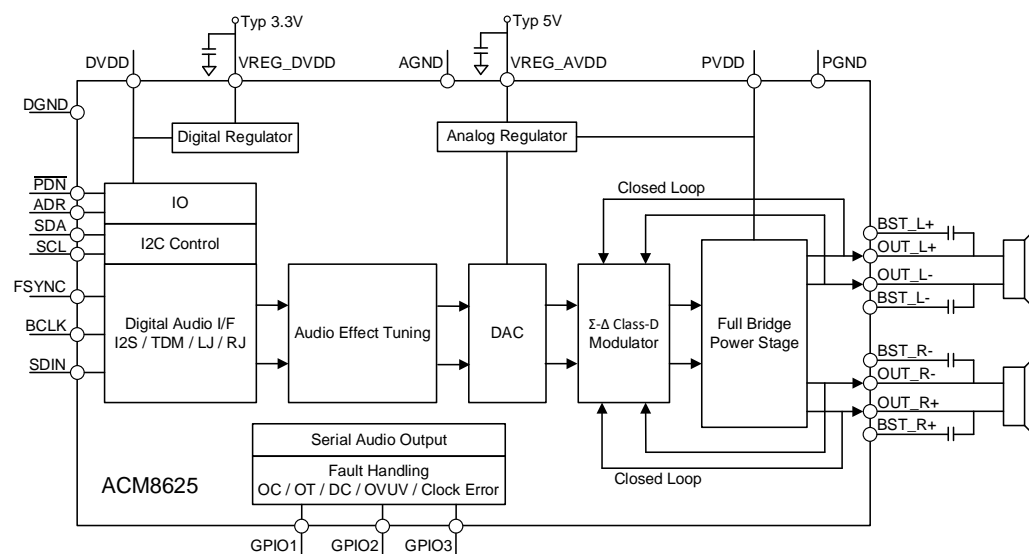 Typ 3.3V
Typ 5V
DVDD
VREG_DVDD
AGND
VREG_AVDD
PVDD
PGND
DGND
Digital Regulator
Analog Regulator
PDN
ADR
SDA
SCL
FSYNC
BCLK
SDIN
IO
I2C Control
Digital Audio I/F
I2S / TDM / LJ / RJ
Audio Effect Tuning
DAC
Closed Loop
Σ-Δ Class-D
Modulator
Full Bridge
Power Stage
Closed Loop
BST_L+
OUT_L+
OUT_L-
BST_L-
BST_R-
OUT_R-
OUT_R+
BST_R+
Serial Audio Output
Fault Handling
OC / OT / DC / OVUV / Clock Error
ACM8625
GPIO1
GPIO2
GPIO3